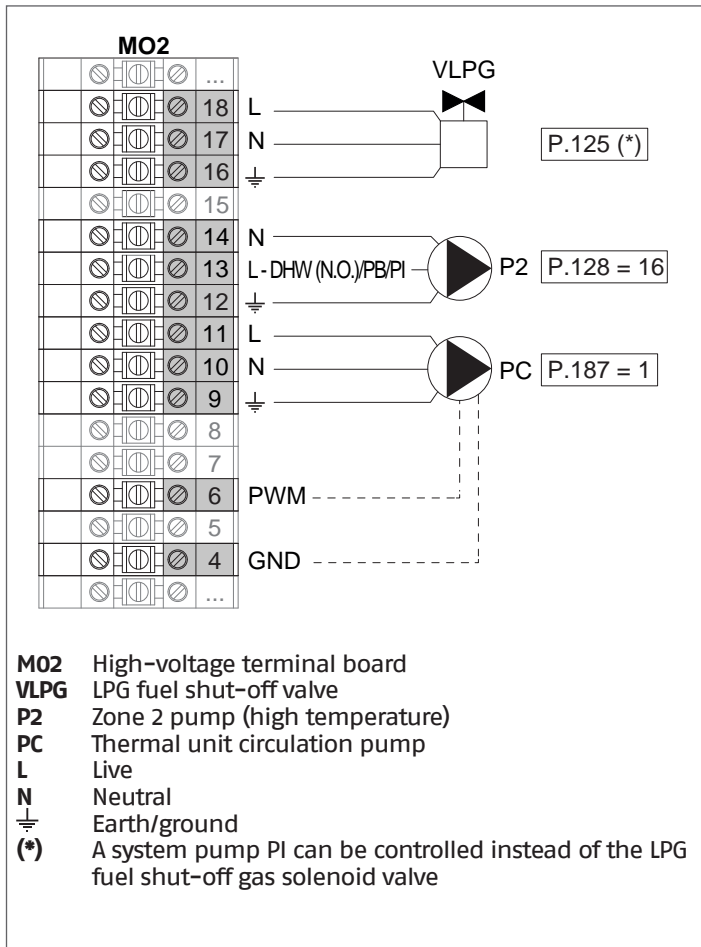 MO2
...
VLPG
18 L
17 N
P.125 (*)
16 ⏚
15
14 N
13 L - DHW (N.O.)/PB/PI P2 P.128 = 16
12 ⏚
11 L
10 N PC P.187 = 1
9 ⏚
8
7
6 PWM
5
4 GND
...
MO2 High-voltage terminal board
VLPG LPG fuel shut-off valve
P2 Zone 2 pump (high temperature)
PC Thermal unit circulation pump
L Live
N Neutral
⏚ Earth/ground
(*) A system pump PI can be controlled instead of the LPG
fuel shut-off gas solenoid valve